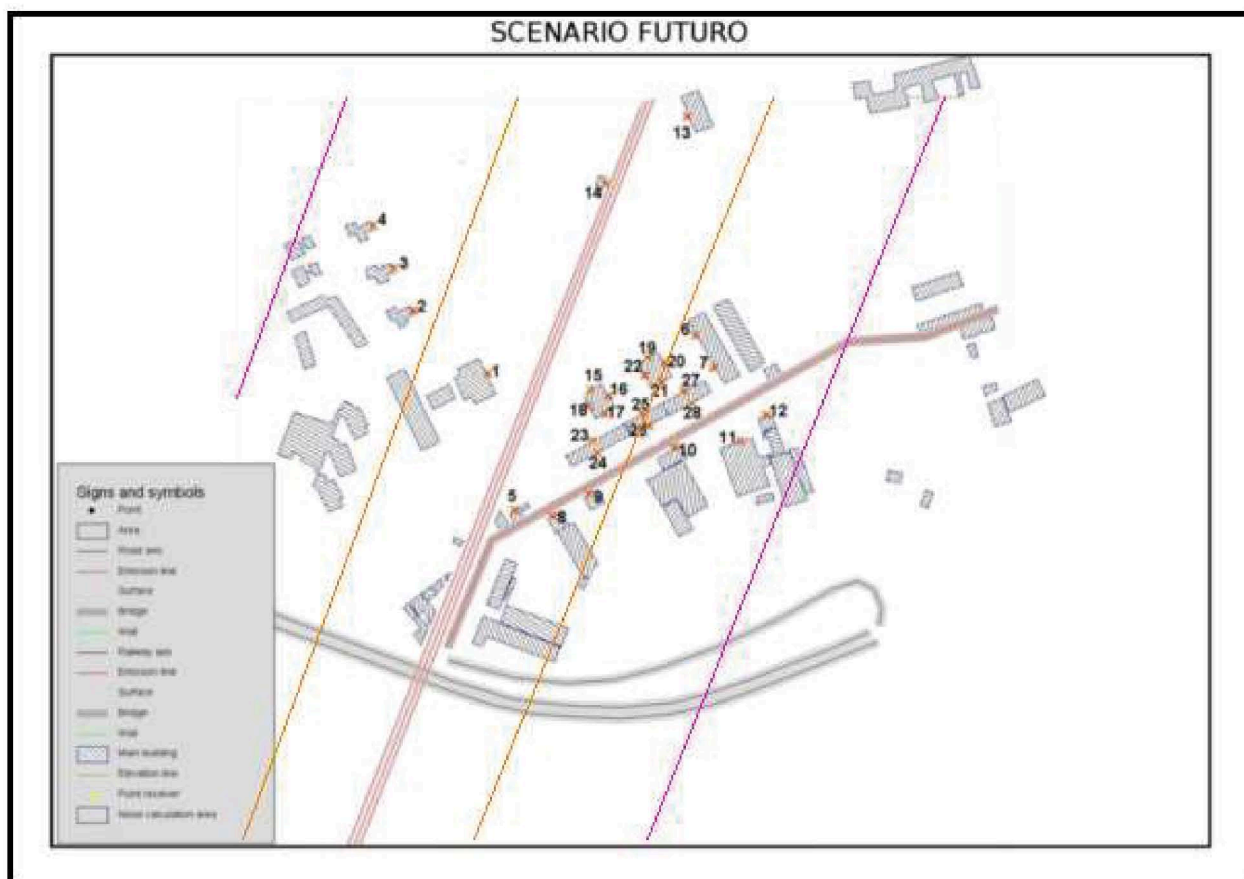 SCENARIO FUTURO
13
14
4
3
2
6
19
20
22
7
1
15
16
21
27
18
17
25
28
12
23
11
24
10
5
9
8
Signs and symbols
Point
Area
Road axis
Emission line
Surface
Bridge
Wall
Railway axis
Emission line
Surface
Bridge
Wall
Main building
Elevation line
Point receiver
Noise calculation area